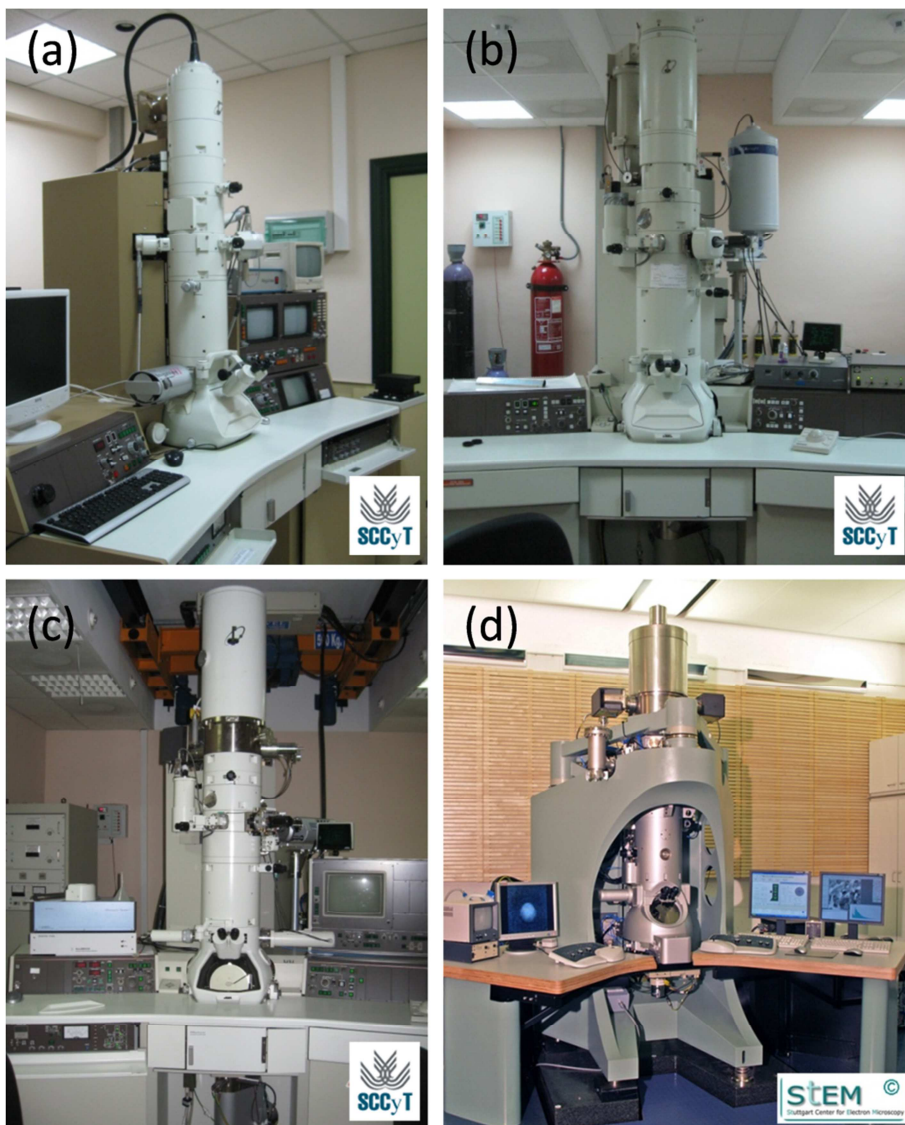 (a)
(b)
SCCyT
SCCyT
(c)
(d)
SCCyT
StEM ©
Stuttgart Center for Electron Microscopy